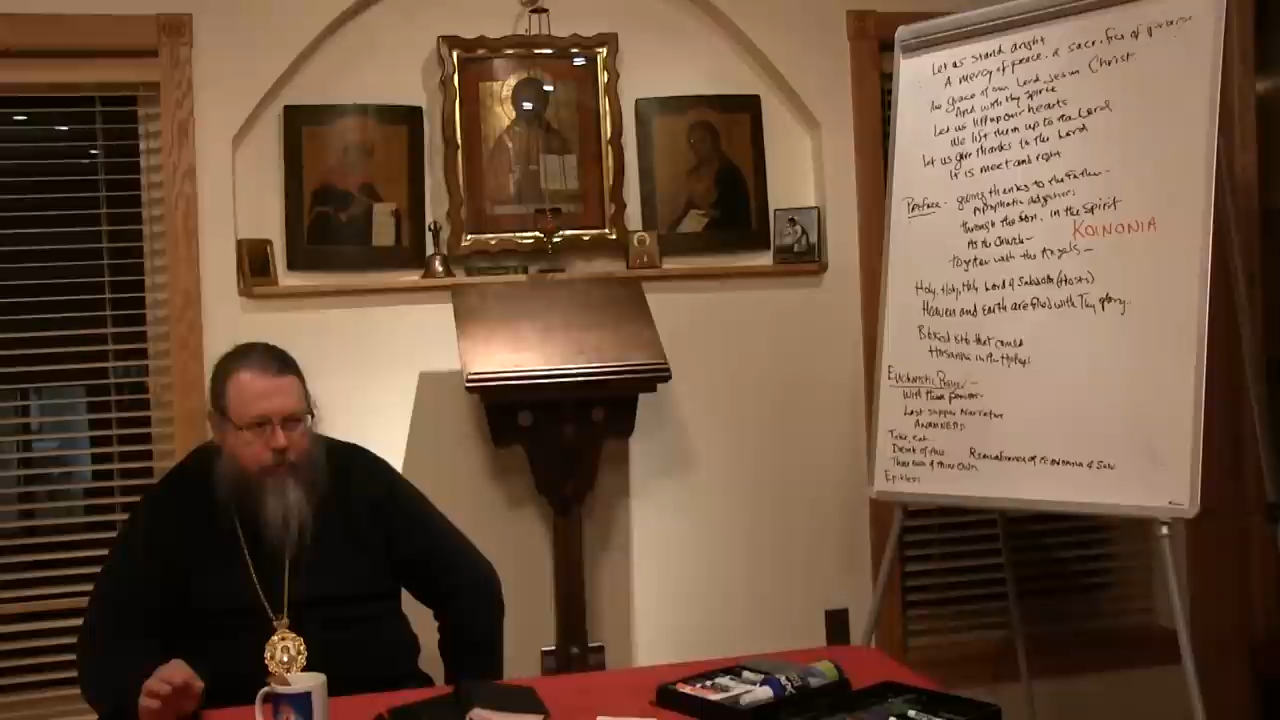 Let us stand aright
A mercy of peace, a sacrifice of praise
The grace of our Lord Jesus Christ
And with thy spirit
Let us lift up our hearts
We lift them up to the Lord
Let us give thanks to the Lord
It is meet and right
Preface - giving thanks to the Father -
Apophatic adjectives
through the Son, in the Spirit
KOINONIA
As the Church -
together with the Angels -
Holy, Holy, Holy Lord of Sabaoth (Hosts)
Heaven and Earth are filled with Thy glory.
Blessed is he that comes
Hosanna in the Highest
Eucharistic Prayer -
With these powers -
Last Supper Narrative
ANAMNESIS
Take, eat
Drink of this
Remembrance of economia of
Thine own of thine own
Epiklesis